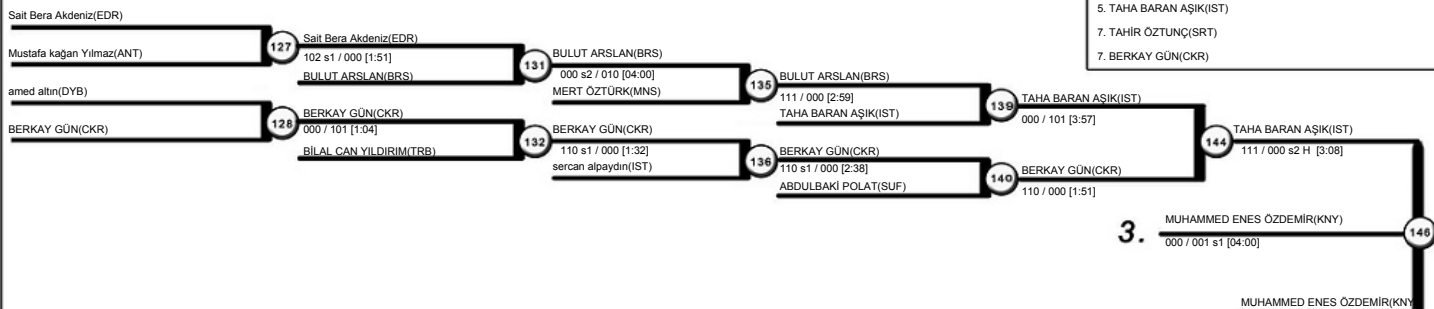 5. TAHA BARAN AŞIK(IST)
7. TAHİR ÖZTUNÇ(SRT)
7. BERKAY GÜN(CKR)
Sait Bera Akdeniz(EDR)
Mustafa kağan Yılmaz(ANT)
127
Sait Bera Akdeniz(EDR)
102 s1 / 000 [1:51]
BULUT ARSLAN(BRS)
131
BULUT ARSLAN(BRS)
000 s2 / 010 [04:00]
MERT ÖZTÜRK(MNS)
135
BULUT ARSLAN(BRS)
111 / 000 [2:59]
TAHA BARAN AŞIK(IST)
139
TAHA BARAN AŞIK(IST)
000 / 101 [3:57]
amed altın(DYB)
BERKAY GÜN(CKR)
128
BERKAY GÜN(CKR)
000 / 101 [1:04]
BİLAL CAN YILDIRIM(TRB)
132
BERKAY GÜN(CKR)
110 s1 / 000 [1:32]
sercan alpaydın(IST)
136
BERKAY GÜN(CKR)
110 s1 / 000 [2:38]
ABDULBAKİ POLAT(SUF)
140
BERKAY GÜN(CKR)
110 / 000 [1:51]
144
TAHA BARAN AŞIK(IST)
111 / 000 s2 H [3:08]
3.
MUHAMMED ENES ÖZDEMİR(KNY)
000 / 001 s1 [04:00]
146
MUHAMMED ENES ÖZDEMİR(KNY